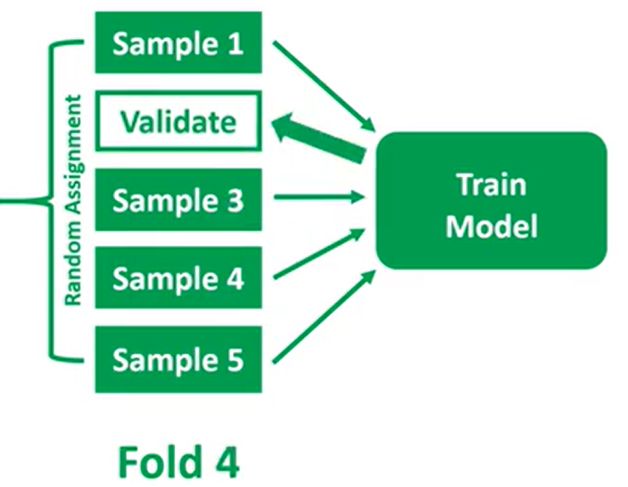 Random Assignment
Sample 1
Validate
Sample 3
Sample 4
Sample 5
Train
Model
Fold 4